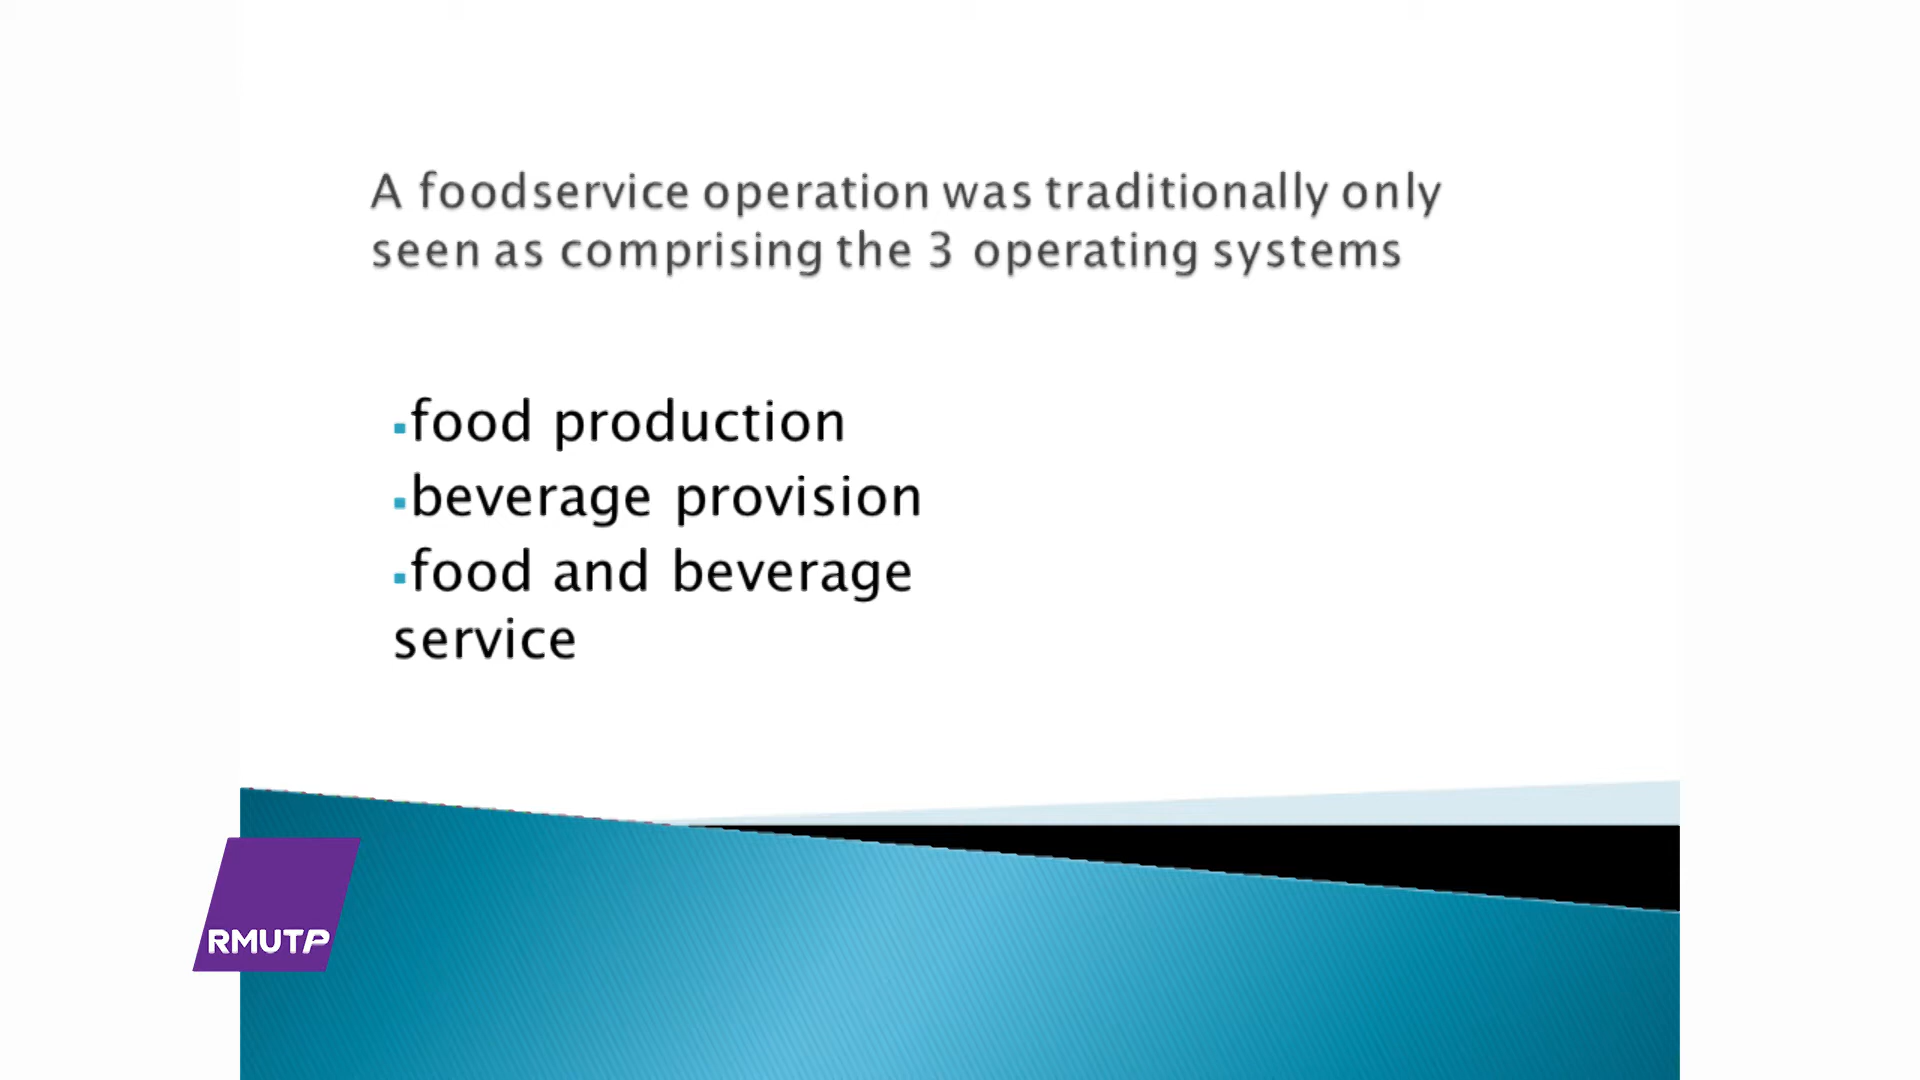 A foodservice operation was traditionally only
seen as comprising the 3 operating systems
▪food production
▪beverage provision
▪food and beverage
service
RMUTP